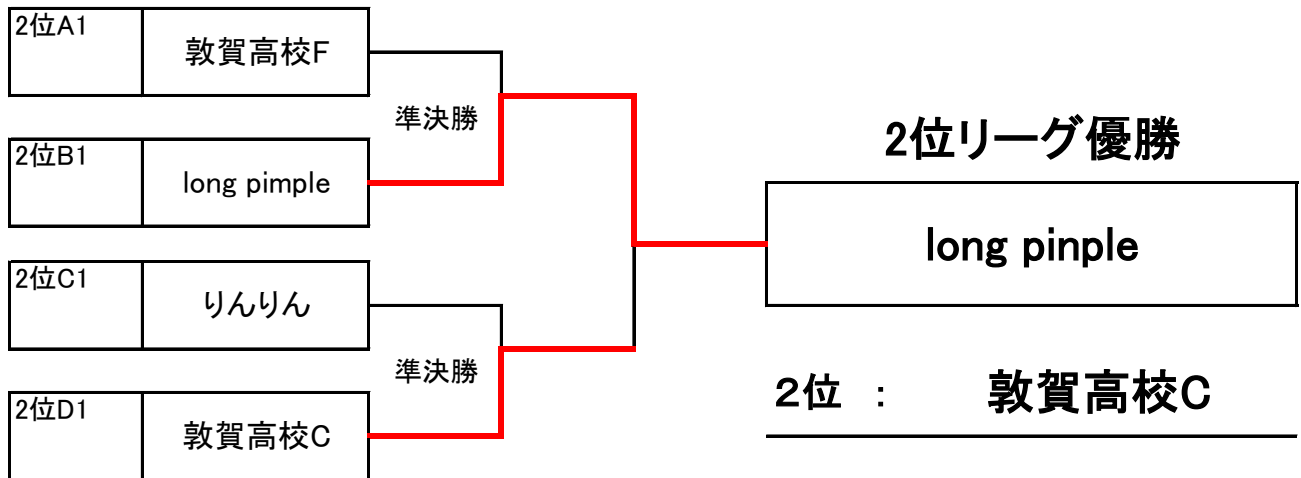 2位A1
敦賀高校F
準決勝
2位B1
long pimple
2位C1
りんりん
準決勝
2位D1
敦賀高校C
2位リーグ優勝
long pinple
２位 : 敦賀高校C